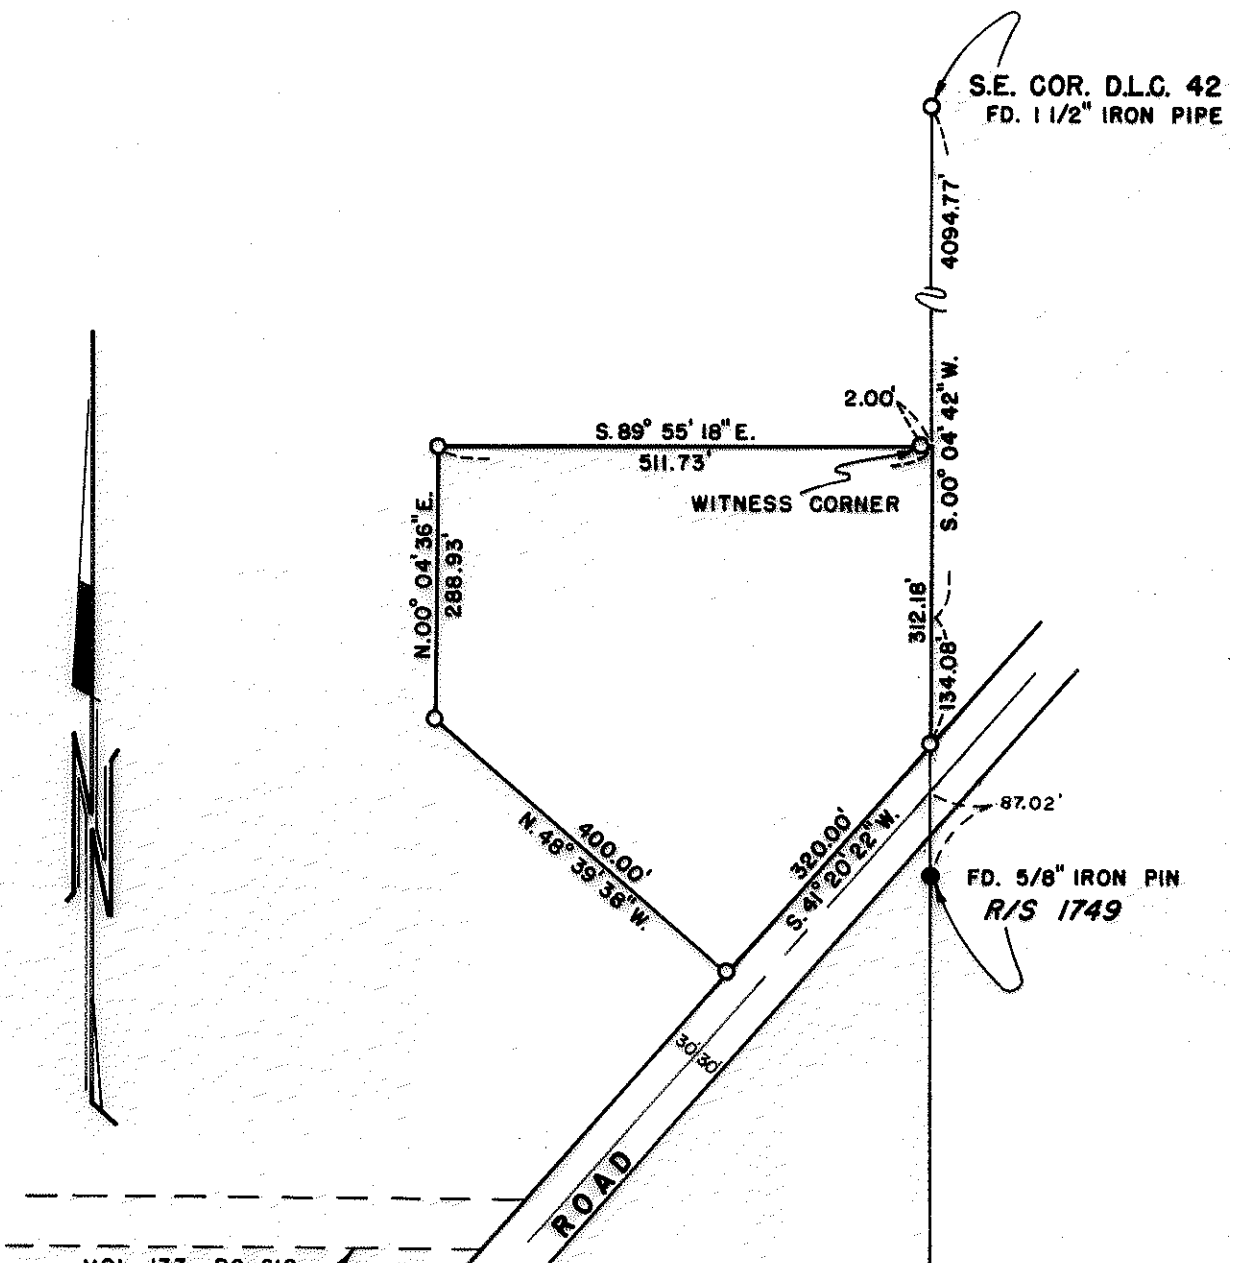 S.E. COR. D.L.C. 42
FD. 1 1/2" IRON PIPE
4094.77'
2.00'
S. 89° 55' 18" E.
511.73'
WITNESS CORNER
S. 00° 04' 42" W.
N. 00° 04' 36" E.
288.93'
312.18'
134.08'
87.02'
400.00'
N. 48° 39' 38" W.
320.00'
S. 41° 20' 22" W.
FD. 5/8" IRON PIN
R/S 1749
N
30' 30'
ROAD